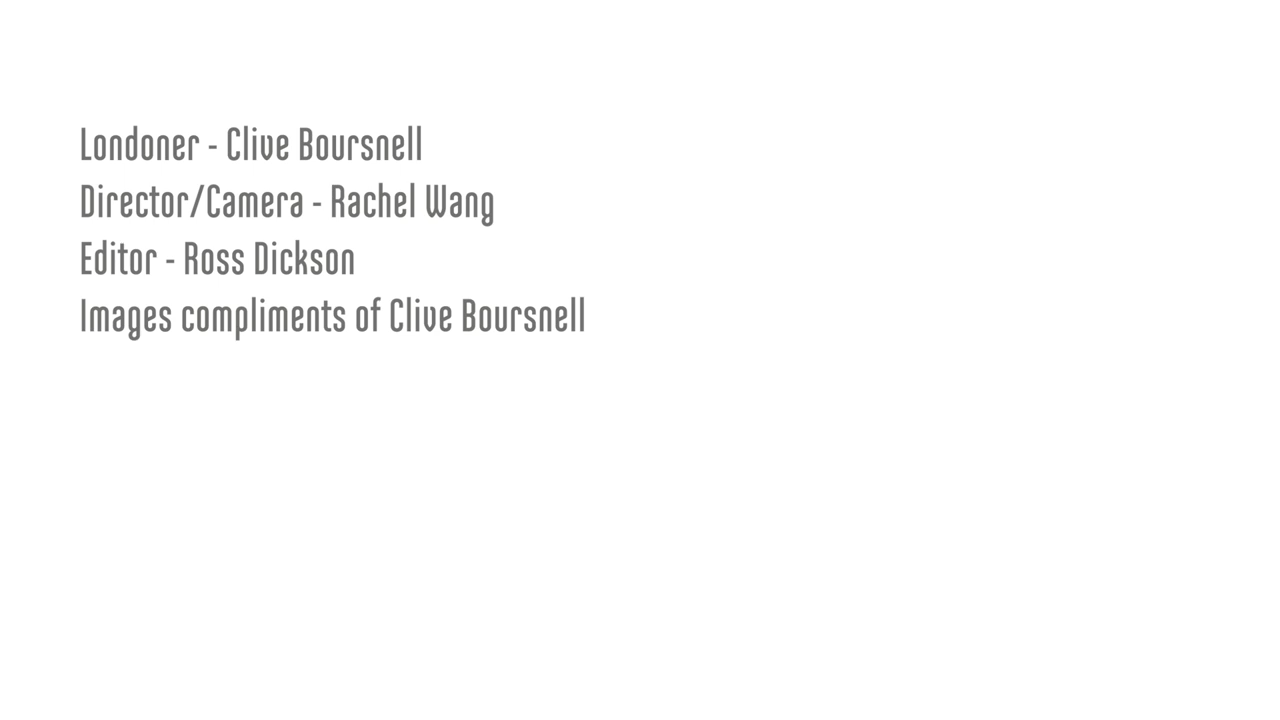 Londoner - Clive Boursnell
Director/Camera - Rachel Wang
Editor - Ross Dickson
Images compliments of Clive Boursnell